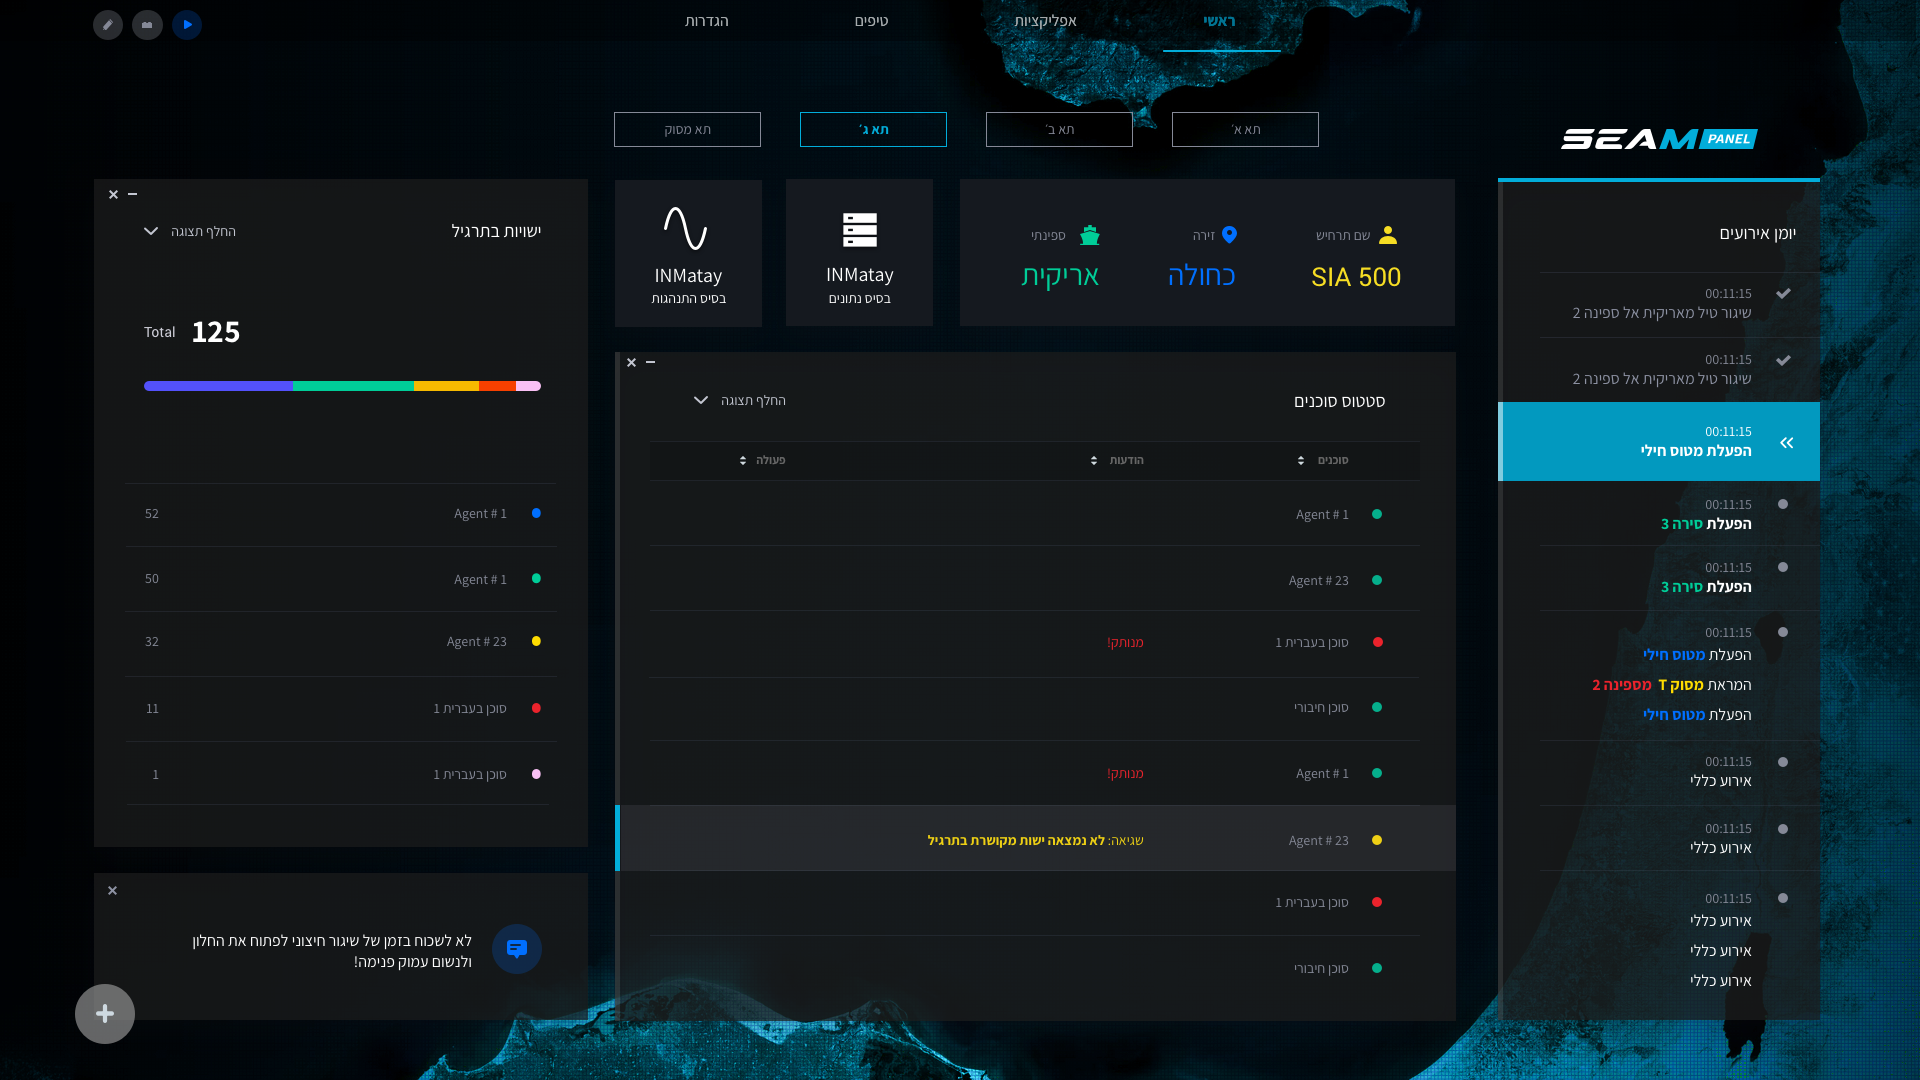 ראשי
אפליקציות
טיפים
הגדרות
תא א׳
תא ב׳
תא ג׳
תא מסוק
SEAM PANEL
יומן אירועים
00:11:15
שיגור טיל מאריקית אל ספינה 2
00:11:15
שיגור טיל מאריקית אל ספינה 2
00:11:15
הפעלת מטוס חילי
00:11:15
הפעלת סירה 3
00:11:15
הפעלת סירה 3
00:11:15
הפעלת מטוס חילי
המראת מסוק T מספינה 2
הפעלת מטוס חילי
00:11:15
אירוע כללי
00:11:15
אירוע כללי
00:11:15
אירוע כללי
אירוע כללי
אירוע כללי
שם תרחיש
SIA 500
זירה
כחולה
ספינתי
אריקית
INMatay
בסיס נתונים
INMatay
בסיס התנהגות
סטטוס סוכנים
החלף תצוגה
סוכנים הודעות פעולה
Agent # 1
Agent # 23
סוכן בעברית 1 מנותק!
סוכן חיבורי
Agent # 1 מנותק!
Agent # 23 שגיאה: לא נמצאה ישות מקושרת בתרגיל
סוכן בעברית 1
סוכן חיבורי
ישויות בתרגיל
החלף תצוגה
Total 125
Agent # 1 52
Agent # 1 50
Agent # 23 32
סוכן בעברית 1 11
סוכן בעברית 1 1
לא לשכוח בזמן של שיגור חיצוני לפתוח את החלון
ולנשום עמוק פנימה!